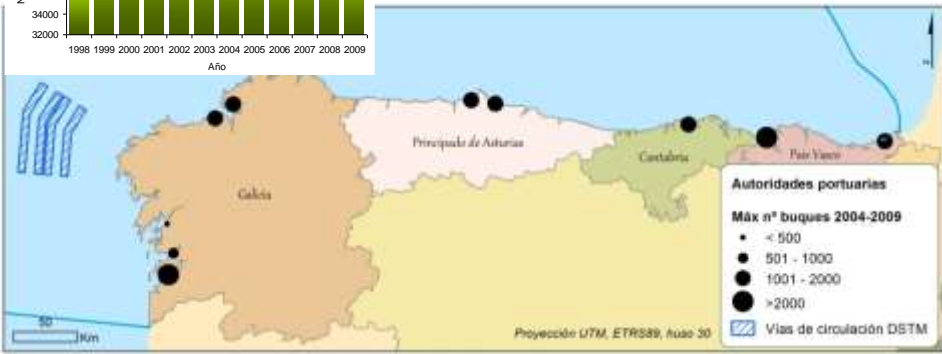 34000
32000
1998 1999 2000 2001 2002 2003 2004 2005 2006 2007 2008 2009
Año
Principado de Asturias
Cantabria
País Vasco
Galicia
Autoridades portuarias
Máx nº buques 2004-2009
< 500
501 - 1000
1001 - 2000
>2000
Vías de circulación DSTM
50
Km
Proyección UTM, ETRS89, huso 30